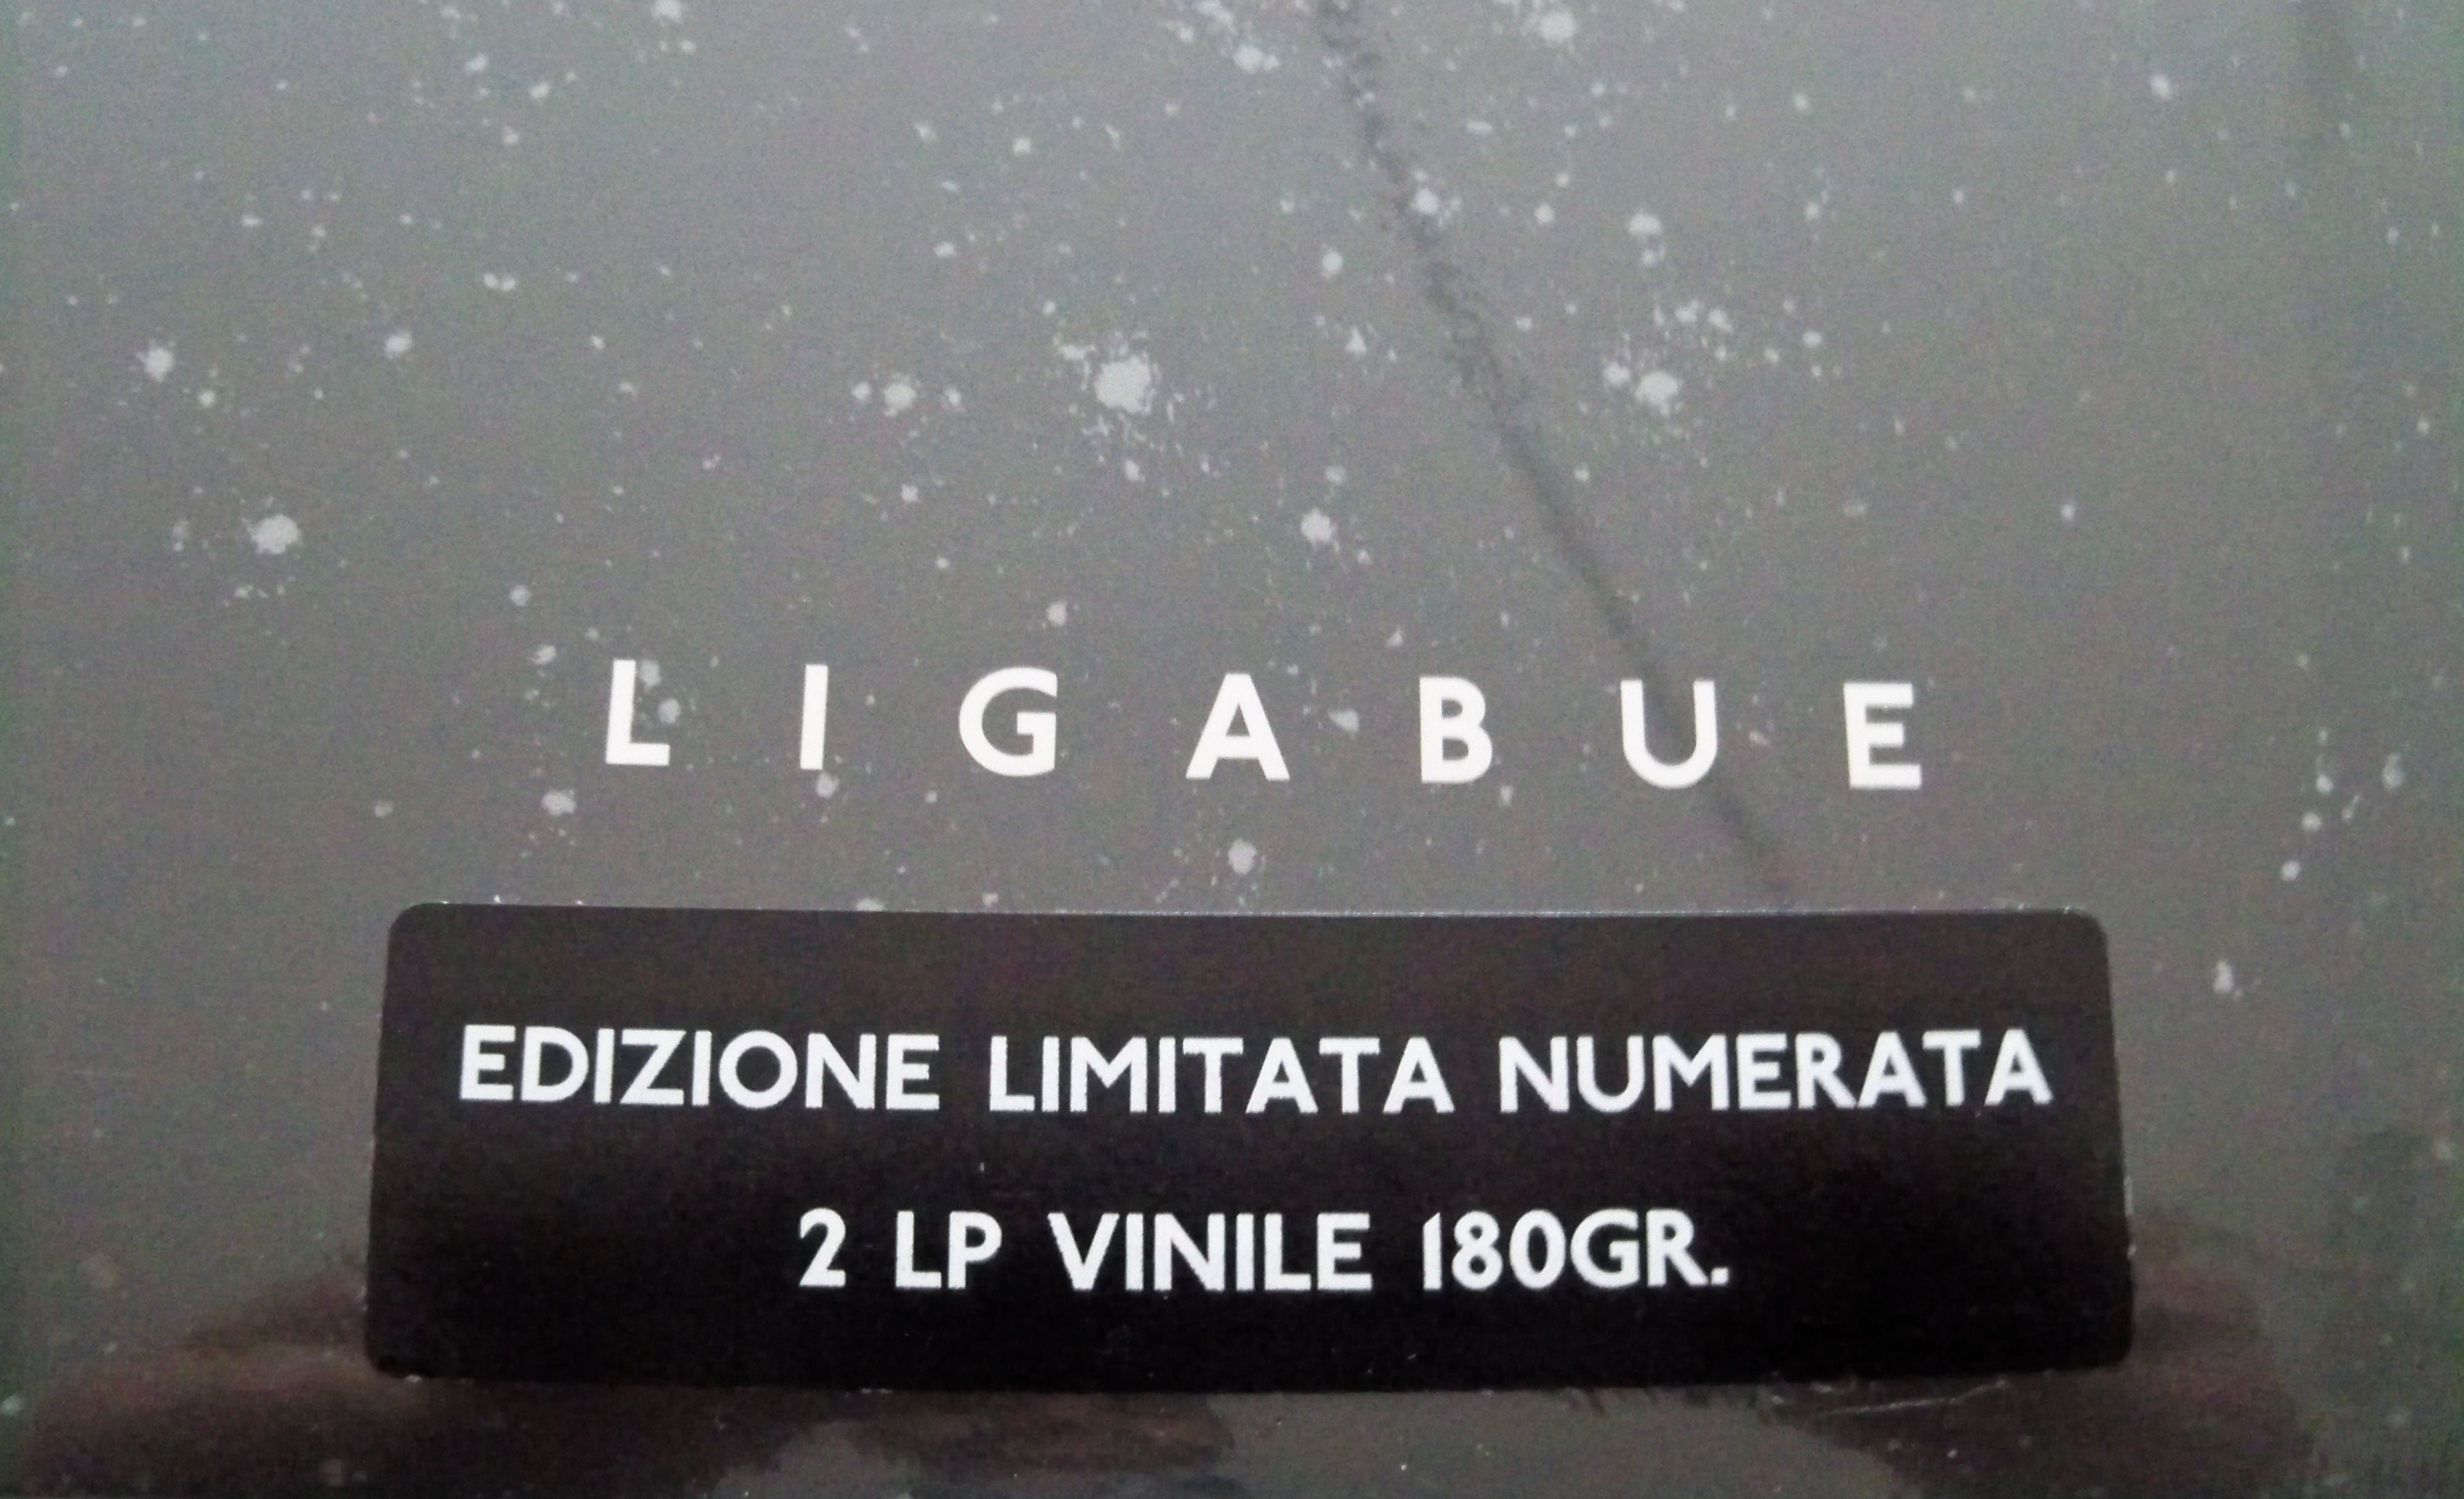 LIGABUE
EDIZIONE LIMITATA NUMERATA
2 LP VINILE 180GR.